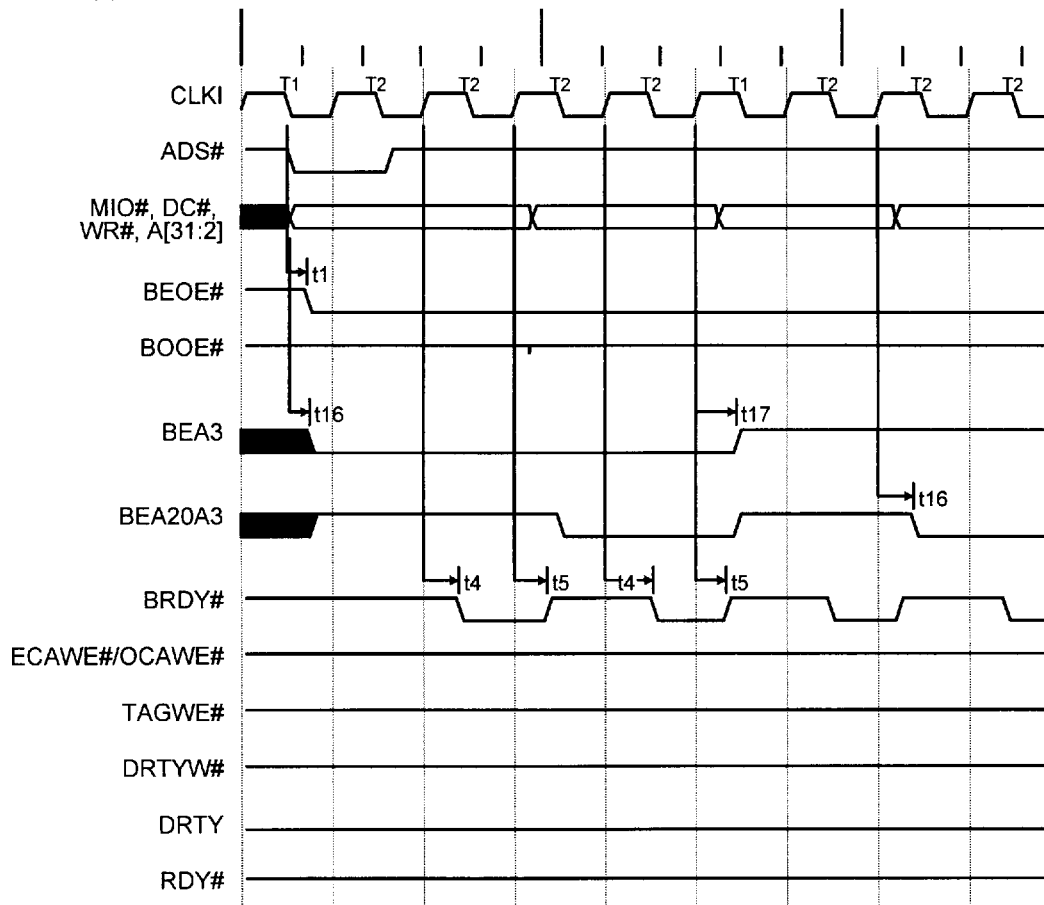 CLKI T1 T2 T2 T2 T2 T1 T2 T2 T2
ADS#
MIO#, DC#,
WR#, A[31:2]
t1
BEOE#
BOOE#
t16 t17
BEA3
t16
BEA20A3
t4 t5 t4 t5
BRDY#
ECAWE#/OCAWE#
TAGWE#
DRTYW#
DRTY
RDY#